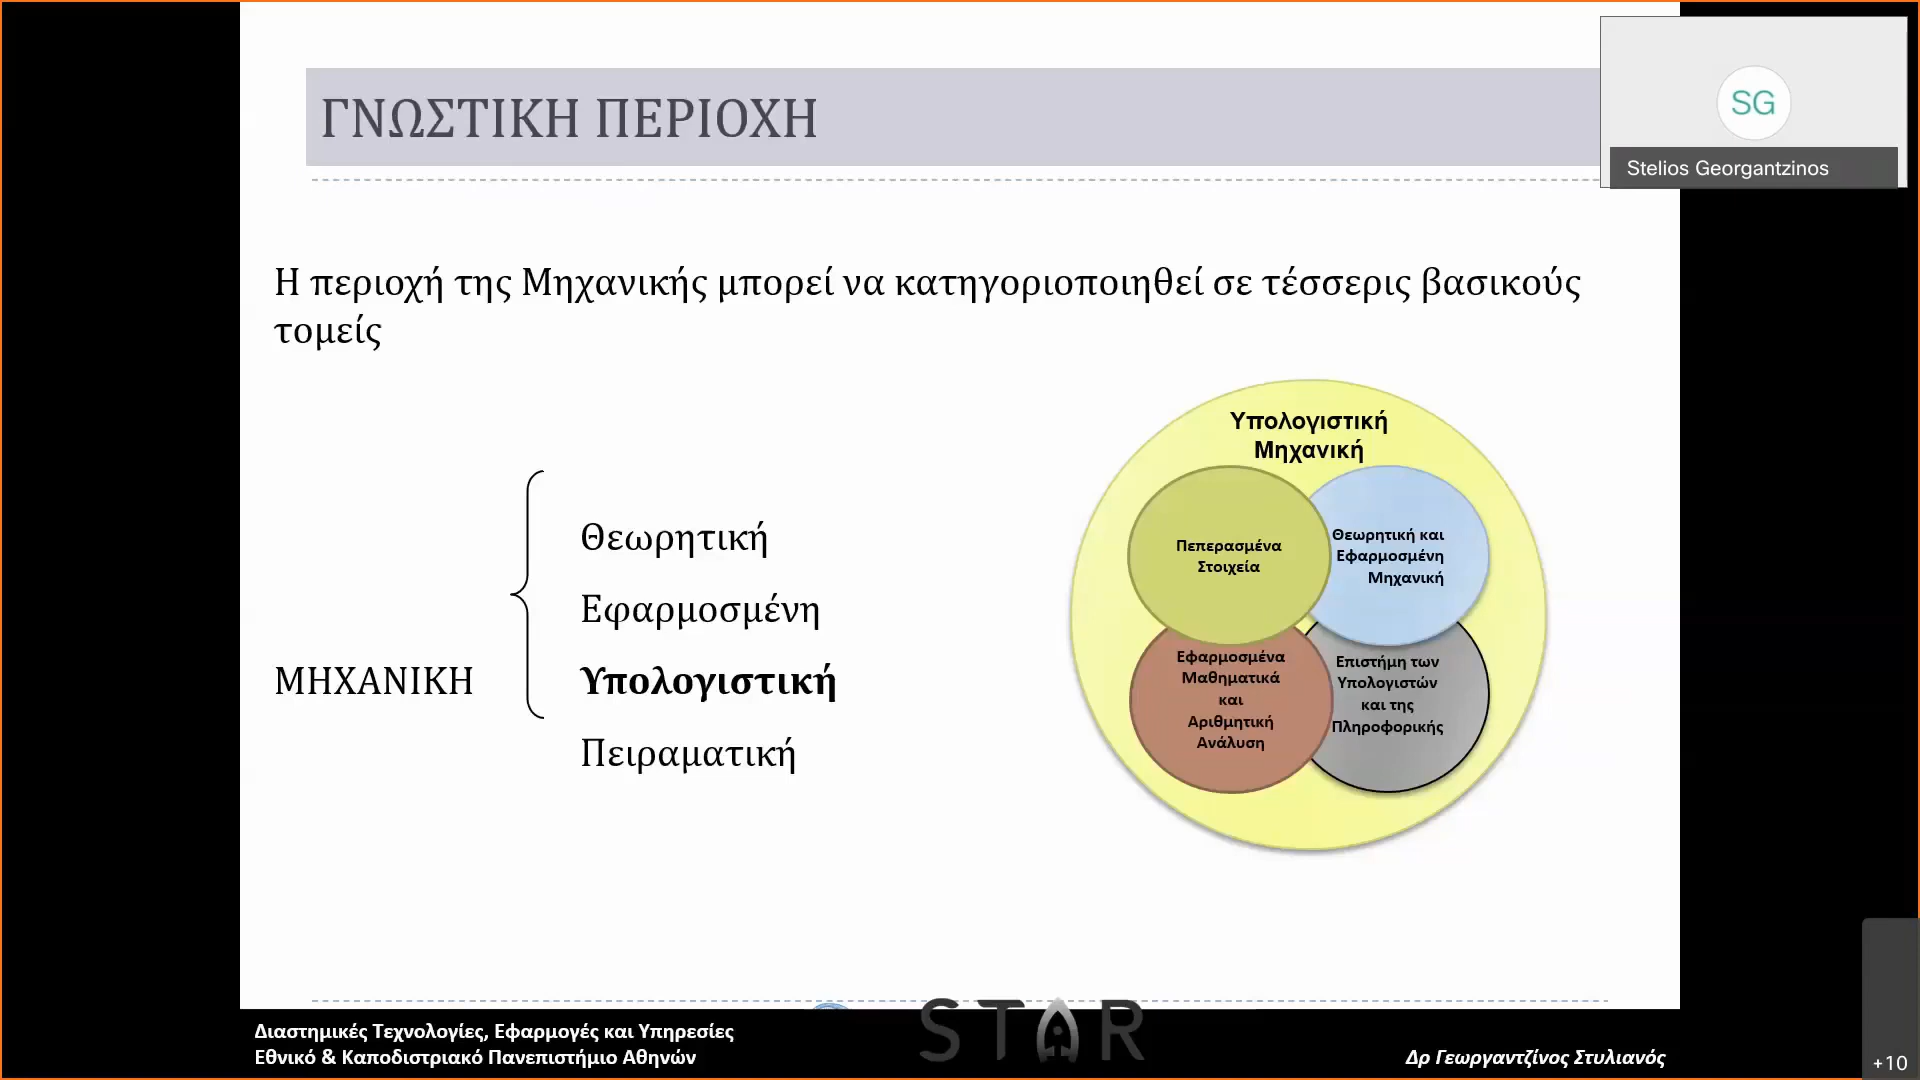 ΓΝΩΣΤΙΚΗ ΠΕΡΙΟΧΗ
SG
Stelios Georgantzinos
Η περιοχή της Μηχανικής μπορεί να κατηγοριοποιηθεί σε τέσσερις βασικούς
τομείς
ΜΗΧΑΝΙΚΗ
Θεωρητική
Εφαρμοσμένη
Υπολογιστική
Πειραματική
Υπολογιστική
Μηχανική
Πεπερασμένα
Στοιχεία
Θεωρητική και
Εφαρμοσμένη
Μηχανική
Εφαρμοσμένα
Μαθηματικά
και
Αριθμητική
Ανάλυση
Επιστήμη των
Υπολογιστών
και της
Πληροφορικής
Διαστημικές Τεχνολογίες, Εφαρμογές και Υπηρεσίες
Εθνικό & Καποδιστριακό Πανεπιστήμιο Αθηνών
STAR
Δρ Γεωργαντζίνος Στυλιανός
+10